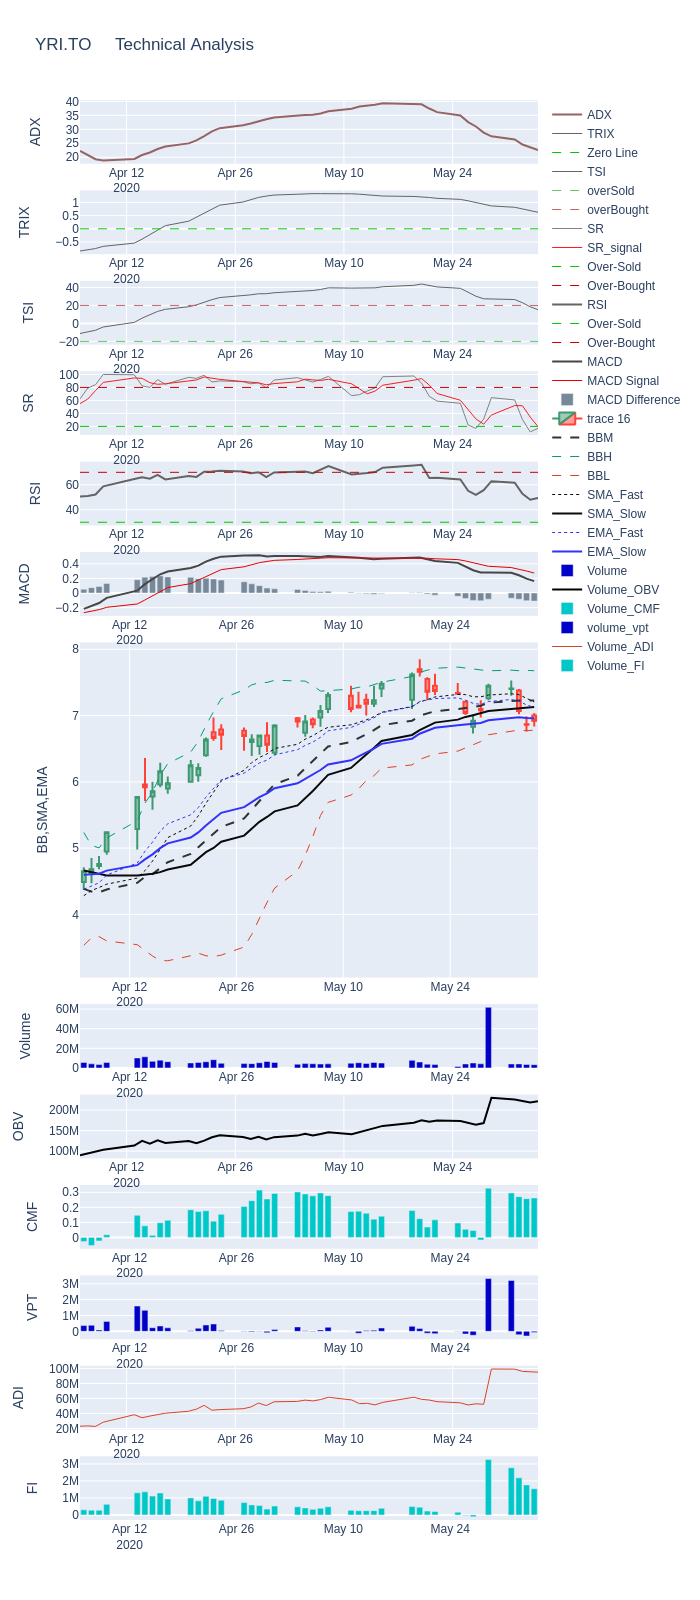 YRI.TO Technical Analysis
ADX
40
35
30
25
20
Apr 12
2020
Apr 26
May 10
May 24
TRIX
1
0.5
0
−0.5
Apr 12
2020
Apr 26
May 10
May 24
TSI
40
20
0
−20
Apr 12
2020
Apr 26
May 10
May 24
SR
100
80
60
40
20
Apr 12
2020
Apr 26
May 10
May 24
RSI
60
40
Apr 12
2020
Apr 26
May 10
May 24
MACD
0.4
0.2
0
−0.2
Apr 12
2020
Apr 26
May 10
May 24
BB,SMA,EMA
8
7
6
5
4
Apr 12
2020
Apr 26
May 10
May 24
Volume
60M
40M
20M
0
Apr 12
2020
Apr 26
May 10
May 24
OBV
200M
150M
100M
Apr 12
2020
Apr 26
May 10
May 24
CMF
0.3
0.2
0.1
0
Apr 12
2020
Apr 26
May 10
May 24
VPT
3M
2M
1M
0
Apr 12
2020
Apr 26
May 10
May 24
ADI
100M
80M
60M
40M
20M
Apr 12
2020
Apr 26
May 10
May 24
FI
3M
2M
1M
0
Apr 12
2020
Apr 26
May 10
May 24
ADX
TRIX
Zero Line
TSI
overSold
overBought
SR
SR_signal
Over-Sold
Over-Bought
RSI
Over-Sold
Over-Bought
MACD
MACD Signal
MACD Difference
trace 16
BBM
BBH
BBL
SMA_Fast
SMA_Slow
EMA_Fast
EMA_Slow
Volume
Volume_OBV
Volume_CMF
volume_vpt
Volume_ADI
Volume_FI